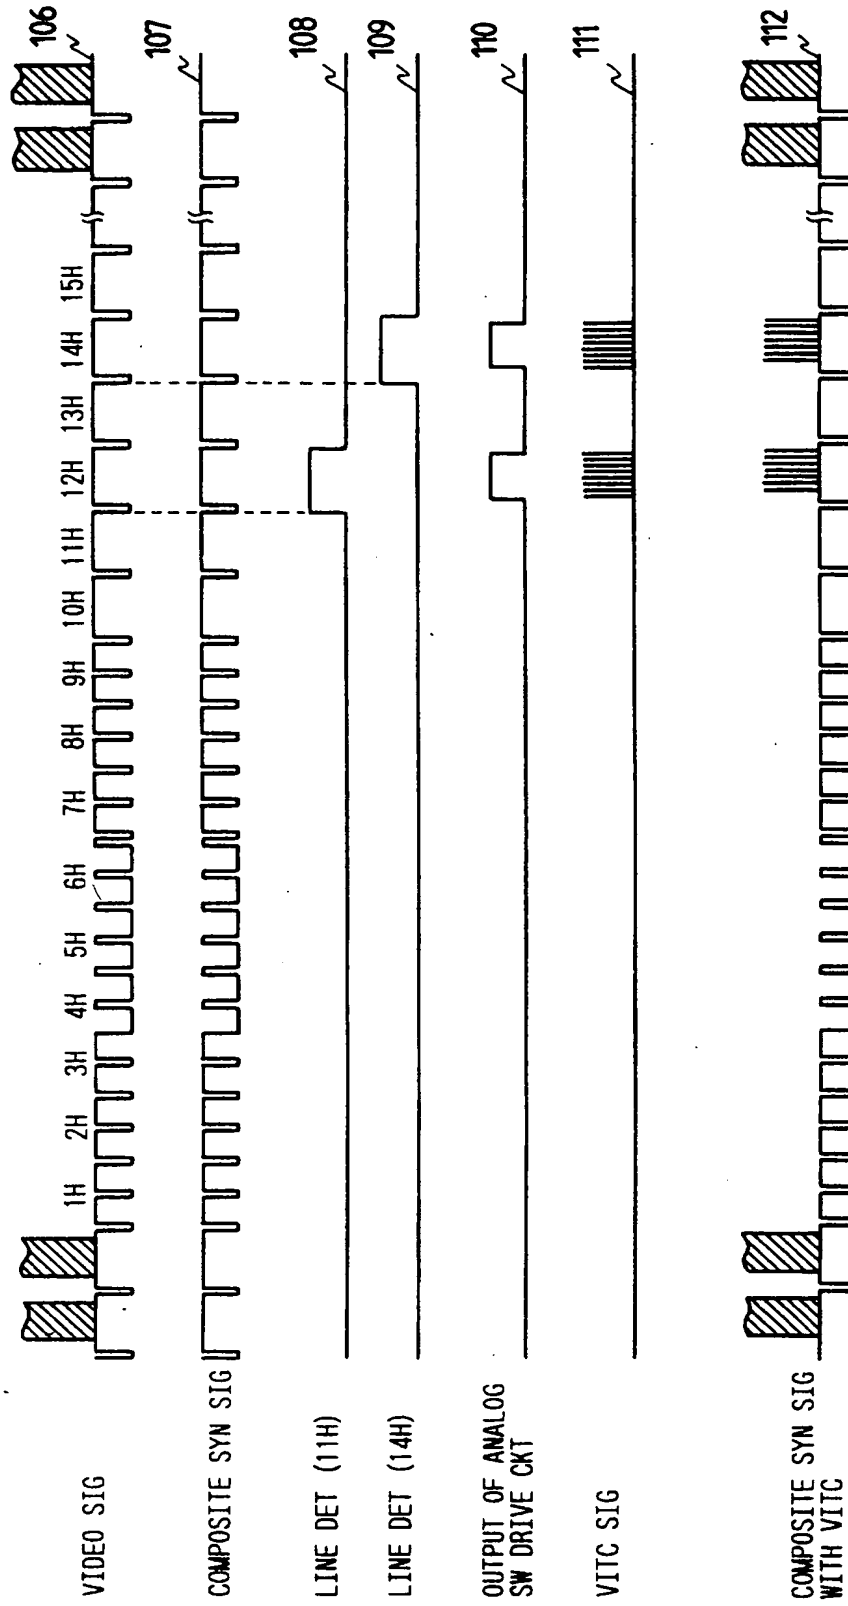 VIDEO SIG
1H 2H 3H 4H 5H 6H 7H 8H 9H 10H 11H 12H 13H 14H 15H
106
COMPOSITE SYN SIG
107
LINE DET (11H)
108
LINE DET (14H)
109
OUTPUT OF ANALOG
SW DRIVE CKT
110
VITC SIG
111
COMPOSITE SYN SIG
WITH VITC
112